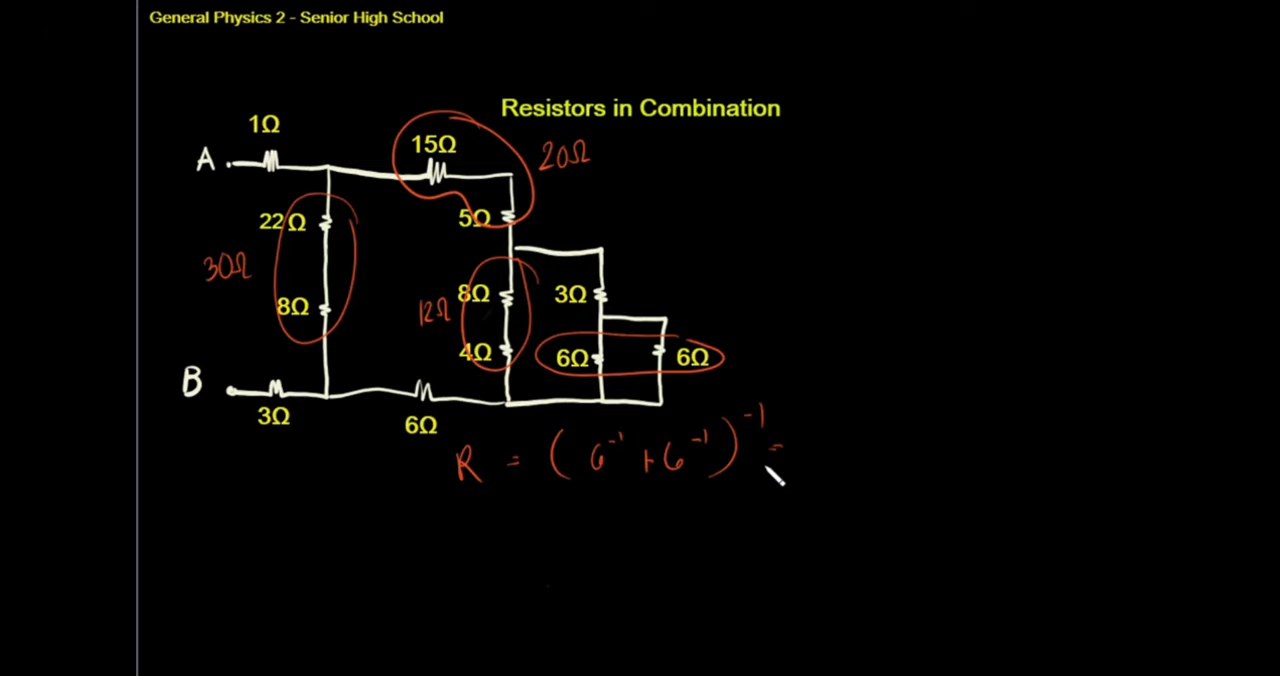 General Physics 2 - Senior High School
Resistors in Combination
1Ω
A
15Ω
20Ω
22Ω
5Ω
30Ω
8Ω
8Ω
3Ω
12Ω
4Ω
6Ω
6Ω
B
3Ω
6Ω
R = (6⁻¹ + 6⁻¹)⁻¹ =